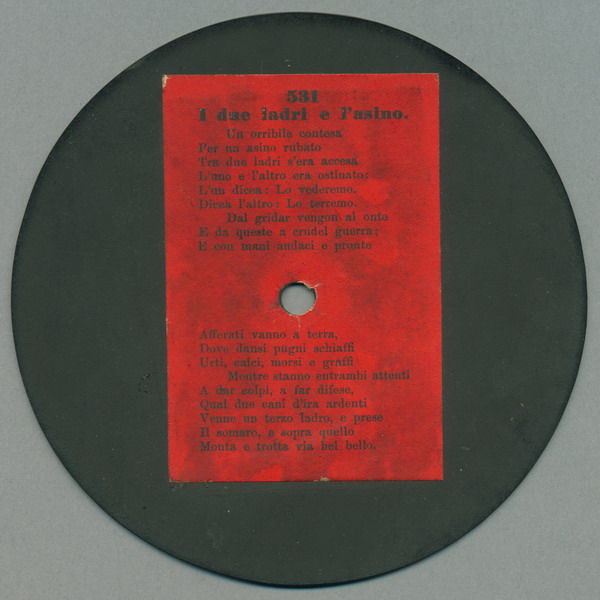 531
I due ladri e l'asino.
Un orribile contesa
Per un asino rubato
Tra due ladri s'era accesa
L'uno e l'altro era ostinato:
L'un dicea: Lo vederemo.
Dicea l'altro: Lo terremo.
Dal gridar vengon al onte
E da queste a crudel guerra:
E con mani audaci e pronte
Afferati vanno a terra,
Dove dansi pugni schiaffi
Urti, calci, morsi e graffi
Mentre stanno entrambi attenti
A dar colpi, a far difese,
Quei due cani d'ira ardenti
Venne un terzo ladro, e prese
Il somaro, e sopra quello
Monta e trotta via bel bello.